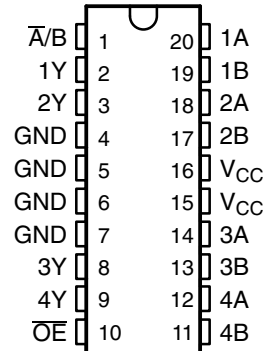 A̅/B 1 20 1A
1Y 2 19 1B
2Y 3 18 2A
GND 4 17 2B
GND 5 16 VCC
GND 6 15 VCC
GND 7 14 3A
3Y 8 13 3B
4Y 9 12 4A
O̅E̅ 10 11 4B